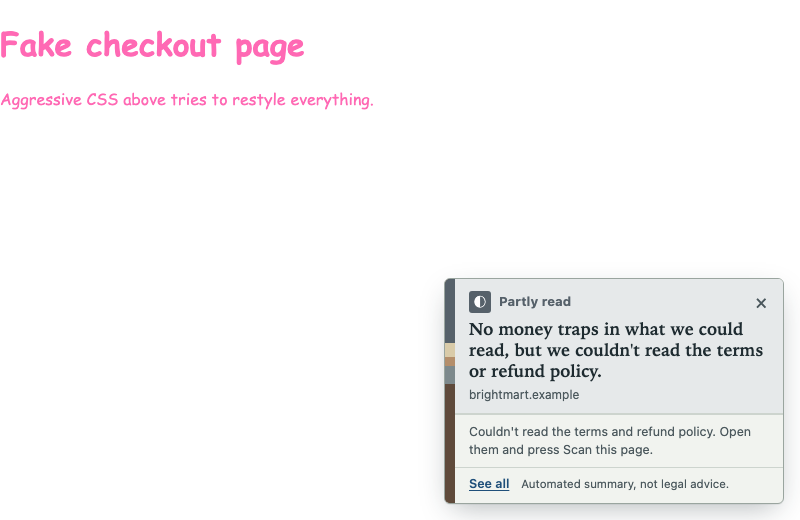 Fake checkout page
Aggressive CSS above tries to restyle everything.
Partly read
No money traps in what we could
read, but we couldn't read the terms
or refund policy.
brightmart.example
Couldn't read the terms and refund policy. Open
them and press Scan this page.
See all Automated summary, not legal advice.